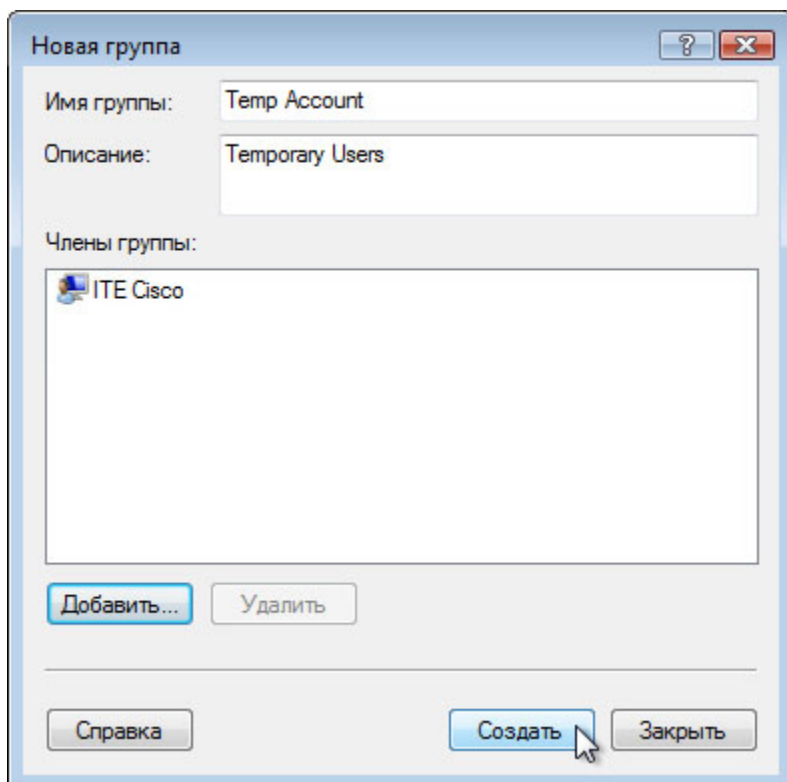 Новая группа
Имя группы: Temp Account
Описание: Temporary Users
Члены группы:
ITE Cisco
Добавить... Удалить
Справка Создать Закрыть